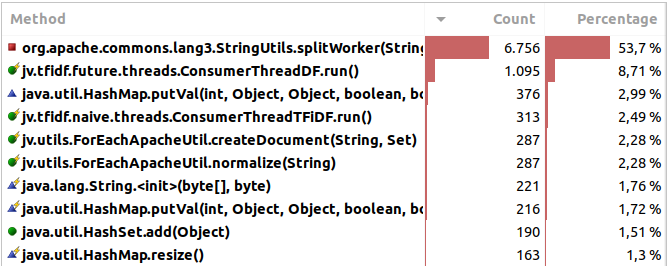 Method Count Percentage
org.apache.commons.lang3.StringUtils.splitWorker(String 6.756 53,7 %
jv.tfidf.future.threads.ConsumerThreadDF.run() 1.095 8,71 %
java.util.HashMap.putVal(int, Object, Object, boolean, bo 376 2,99 %
jv.tfidf.naive.threads.ConsumerThreadTFiDF.run() 313 2,49 %
jv.utils.ForEachApacheUtil.createDocument(String, Set) 287 2,28 %
jv.utils.ForEachApacheUtil.normalize(String) 287 2,28 %
java.lang.String.<init>(byte[], byte) 221 1,76 %
java.util.HashMap.putVal(int, Object, Object, boolean, bo 216 1,72 %
java.util.HashSet.add(Object) 190 1,51 %
java.util.HashMap.resize() 163 1,3 %